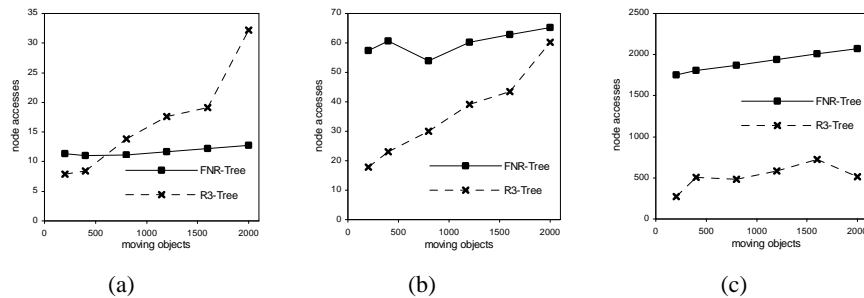 35
30
25
20
15
10
5
0
node accesses
0 500 1000 1500 2000
moving objects
FNR-Tree
R3-Tree
(a)
70
60
50
40
30
20
10
0
node accesses
0 500 1000 1500 2000
moving objects
FNR-Tree
R3-Tree
(b)
2500
2000
1500
1000
500
0
node accesses
0 500 1000 1500 2000
moving objects
FNR-Tree
R3-Tree
(c)